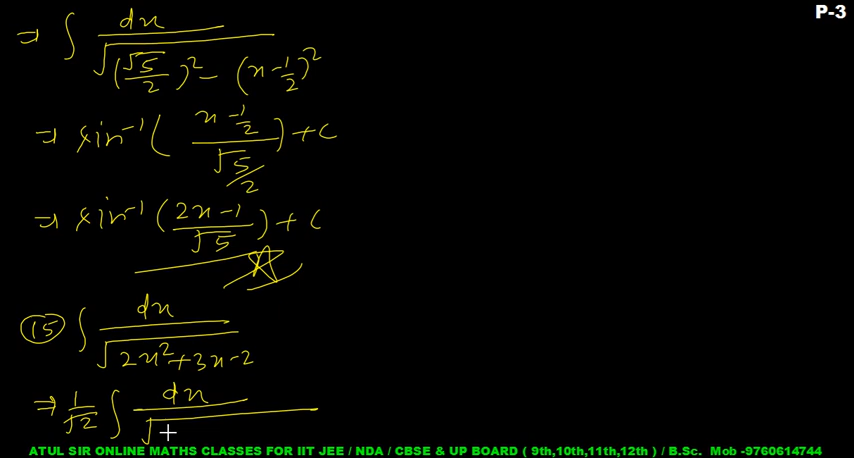 P-3
⇒ ∫ dx / √((√5/2)² − (x − 1/2)²)
⇒ sin⁻¹( (x − 1/2) / (√5/2) ) + c
⇒ sin⁻¹( (2x − 1) / √5 ) + c
(15) ∫ dx / √(2x² + 3x − 2)
⇒ 1/√2 ∫ dx / √
ATUL SIR ONLINE MATHS CLASSES FOR IIT JEE / NDA / CBSE & UP BOARD ( 9th,10th,11th,12th ) / B.Sc. Mob -9760614744